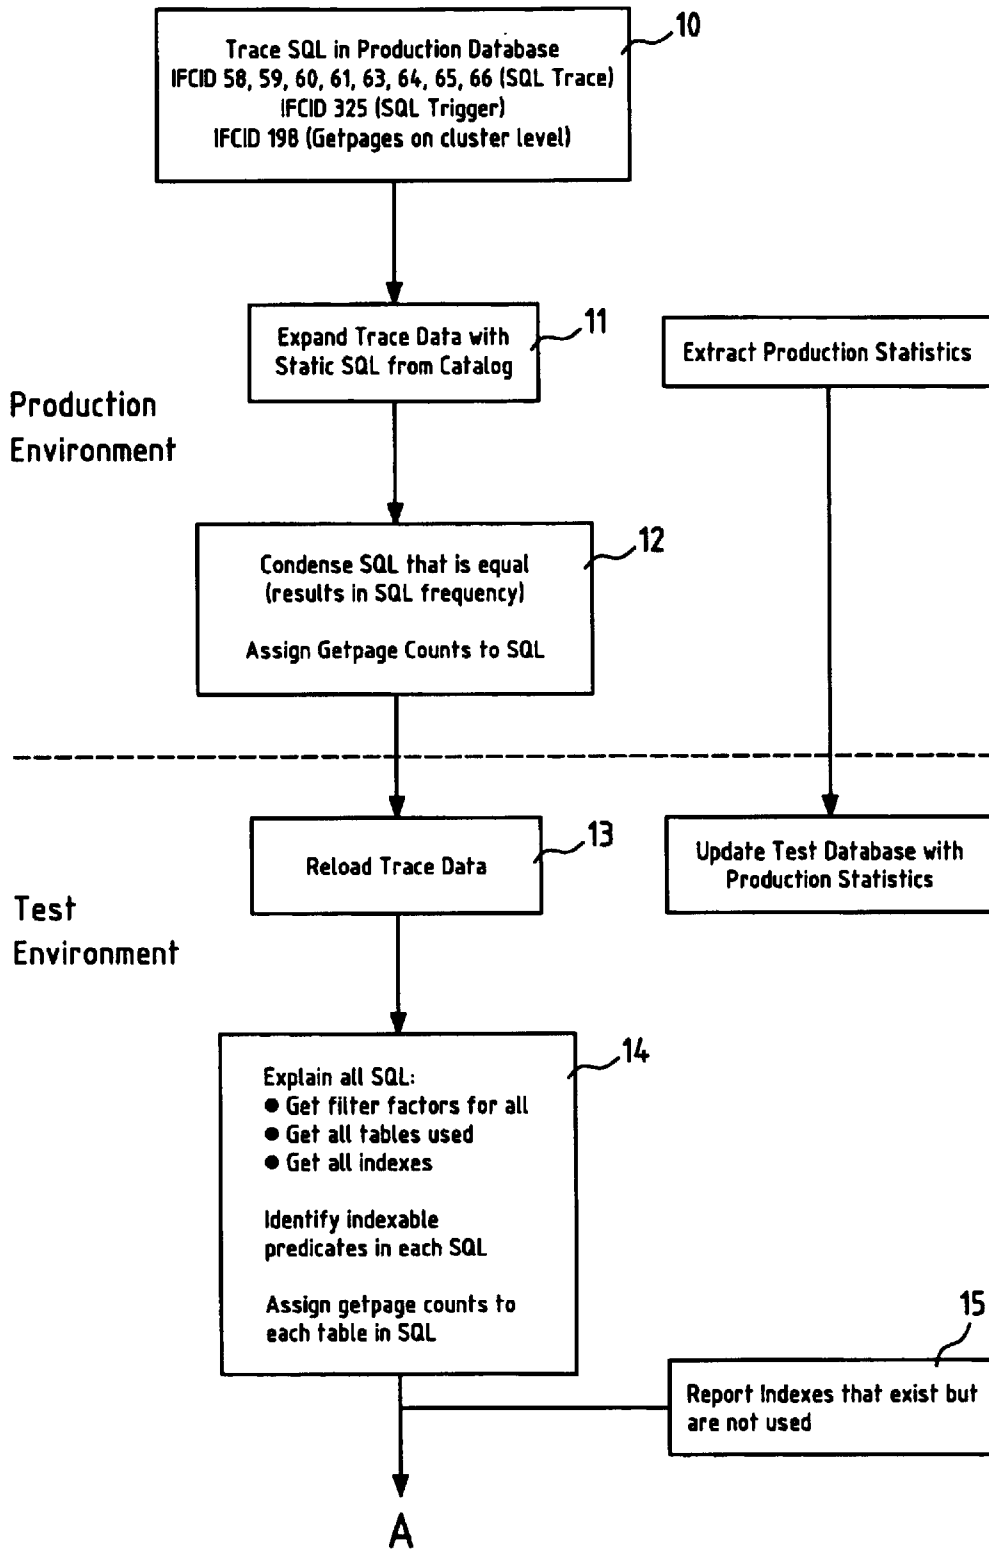 10
Trace SQL in Production Database
IFCID 58, 59, 60, 61, 63, 64, 65, 66 (SQL Trace)
IFCID 325 (SQL Trigger)
IFCID 198 (Getpages on cluster level)
11
Expand Trace Data with
Static SQL from Catalog
Extract Production Statistics
Production
Environment
12
Condense SQL that is equal
(results in SQL frequency)
Assign Getpage Counts to SQL
13
Reload Trace Data
Update Test Database with
Production Statistics
Test
Environment
14
Explain all SQL:
● Get filter factors for all
● Get all tables used
● Get all indexes
Identify indexable
predicates in each SQL
Assign getpage counts to
each table in SQL
15
Report Indexes that exist but
are not used
A